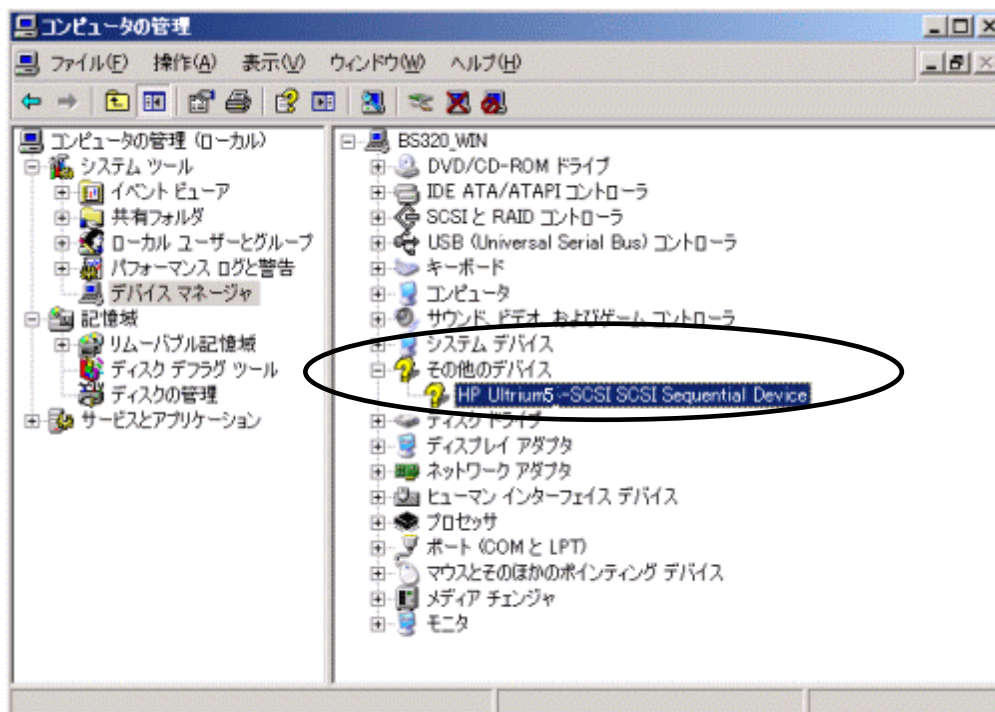 コンピュータの管理
ファイル(F) 操作(A) 表示(V) ウィンドウ(W) ヘルプ(H)
コンピュータの管理 (ローカル)
システム ツール
イベント ビューア
共有フォルダ
ローカル ユーザーとグループ
パフォーマンス ログと警告
デバイス マネージャ
記憶域
リムーバブル記憶域
ディスク デフラグ ツール
ディスクの管理
サービスとアプリケーション
BS320_WIN
DVD/CD-ROM ドライブ
IDE ATA/ATAPI コントローラ
SCSI と RAID コントローラ
USB (Universal Serial Bus) コントローラ
キーボード
コンピュータ
サウンド、ビデオ、およびゲーム コントローラ
システム デバイス
その他のデバイス
HP Ultrium5 -SCSI SCSI Sequential Device
ディスク ドライブ
ディスプレイ アダプタ
ネットワーク アダプタ
ヒューマン インターフェイス デバイス
プロセッサ
ポート (COM と LPT)
マウスとそのほかのポインティング デバイス
メディア チェンジャ
モニタ